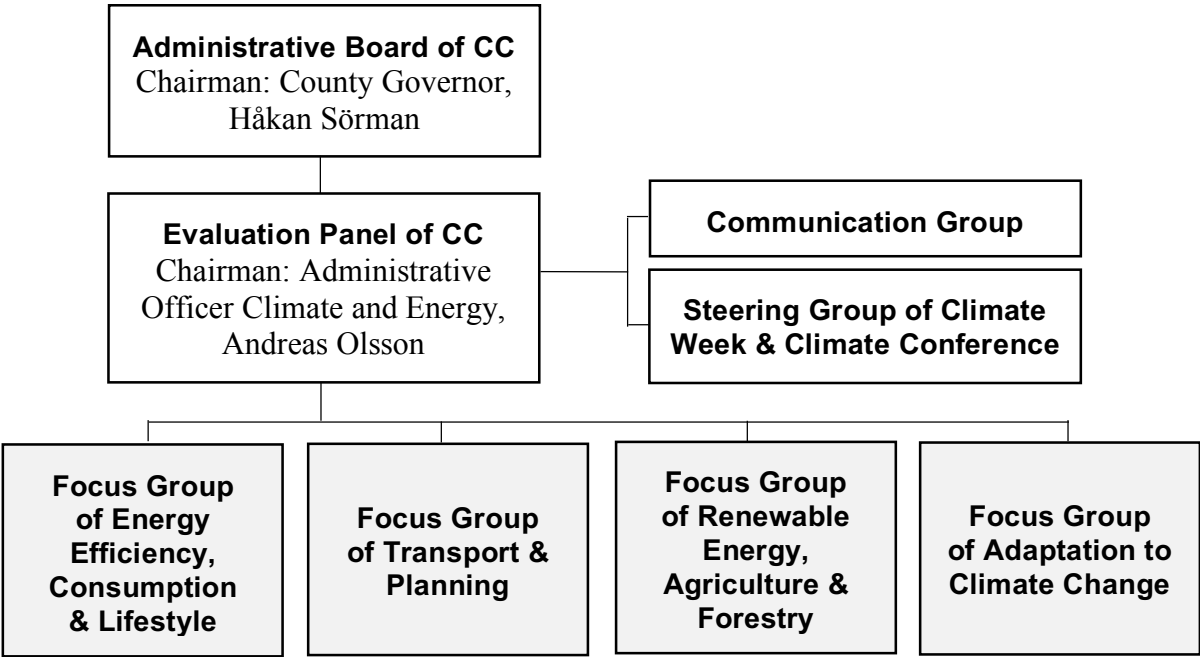 Administrative Board of CC
Chairman: County Governor,
Håkan Sörman
Evaluation Panel of CC
Chairman: Administrative
Officer Climate and Energy,
Andreas Olsson
Communication Group
Steering Group of Climate
Week & Climate Conference
Focus Group
of Energy
Efficiency,
Consumption
& Lifestyle
Focus Group
of Transport &
Planning
Focus Group
of Renewable
Energy,
Agriculture &
Forestry
Focus Group
of Adaptation to
Climate Change